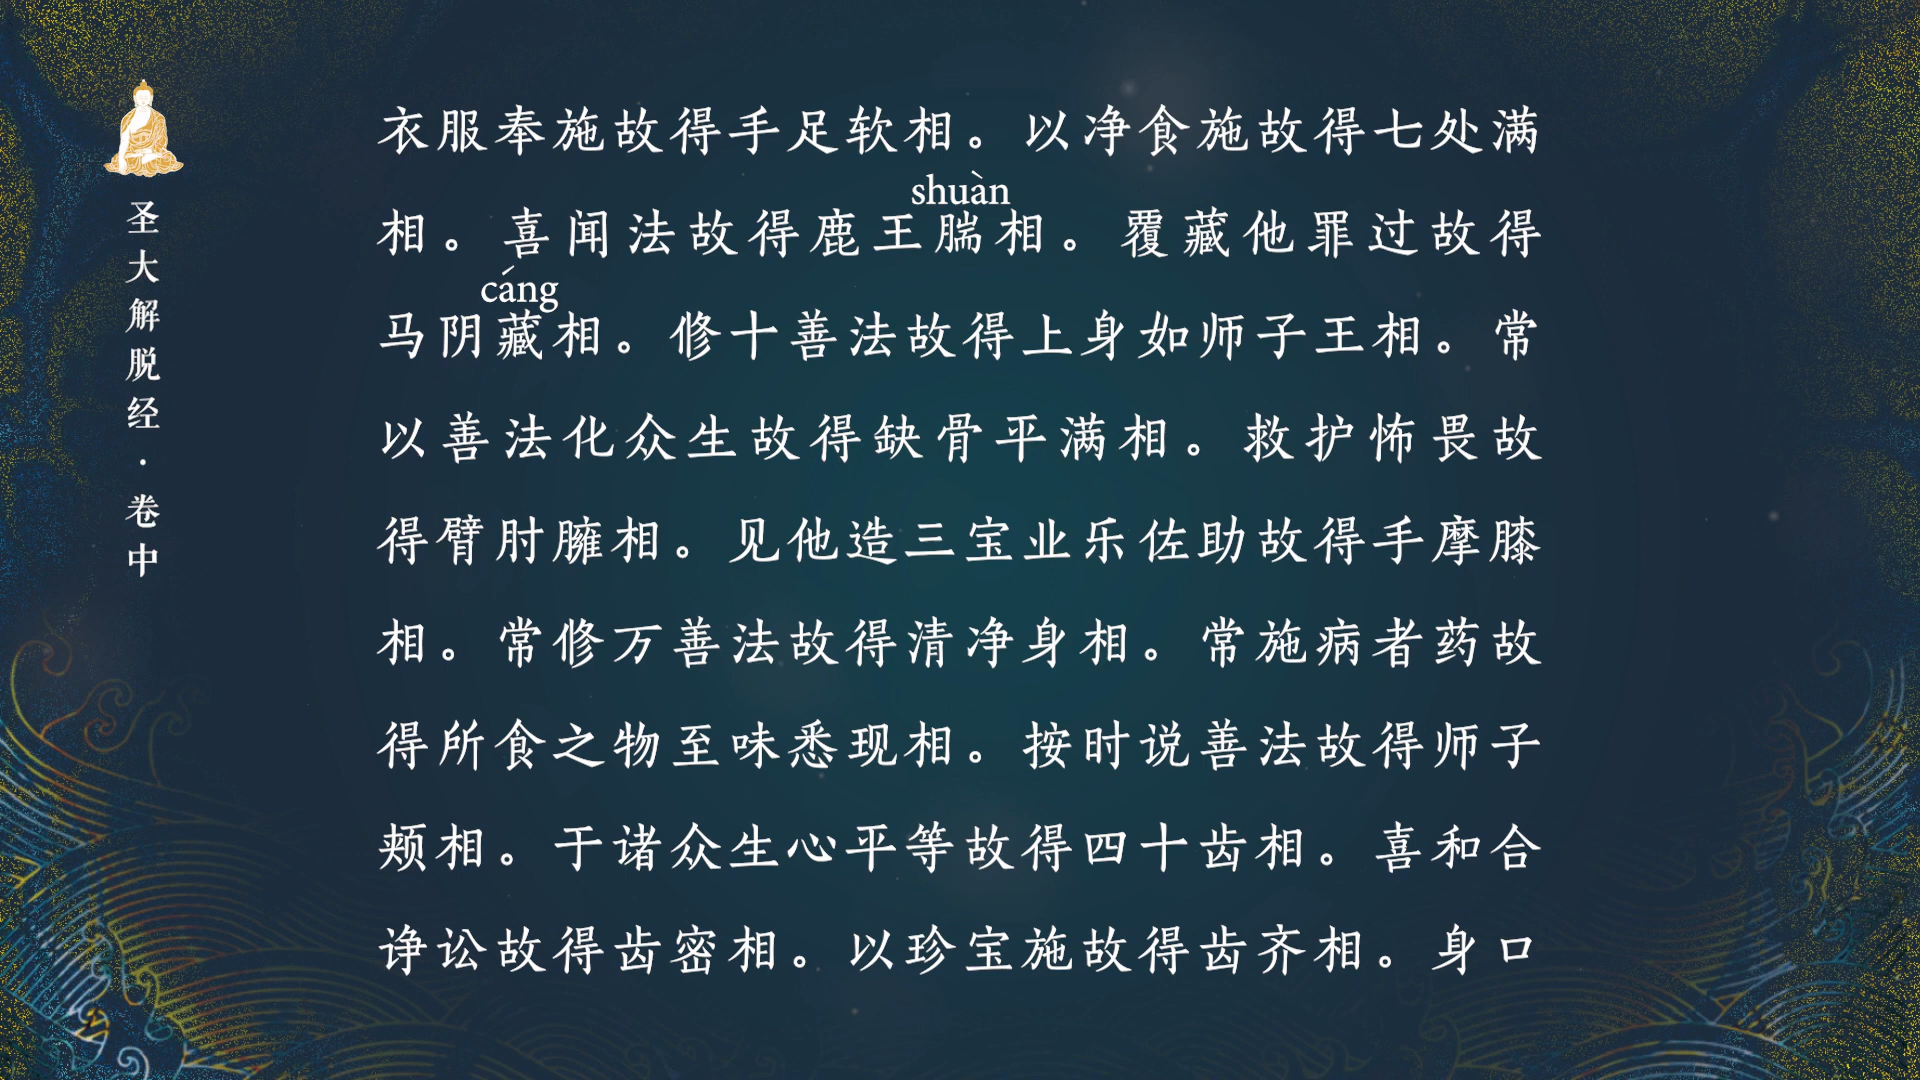 圣大解脱经·卷中
衣服奉施故得手足软相。以净食施故得七处满
shuàn
相。喜闻法故得鹿王腨相。覆藏他罪过故得
cáng
马阴藏相。修十善法故得上身如师子王相。常
以善法化众生故得缺骨平满相。救护怖畏故
得臂肘臃相。见他造三宝业乐佐助故得手摩膝
相。常修万善法故得清净身相。常施病者药故
得所食之物至味悉现相。按时说善法故得师子
颊相。于诸众生心平等故得四十齿相。喜和合
诤讼故得齿密相。以珍宝施故得齿齐相。身口